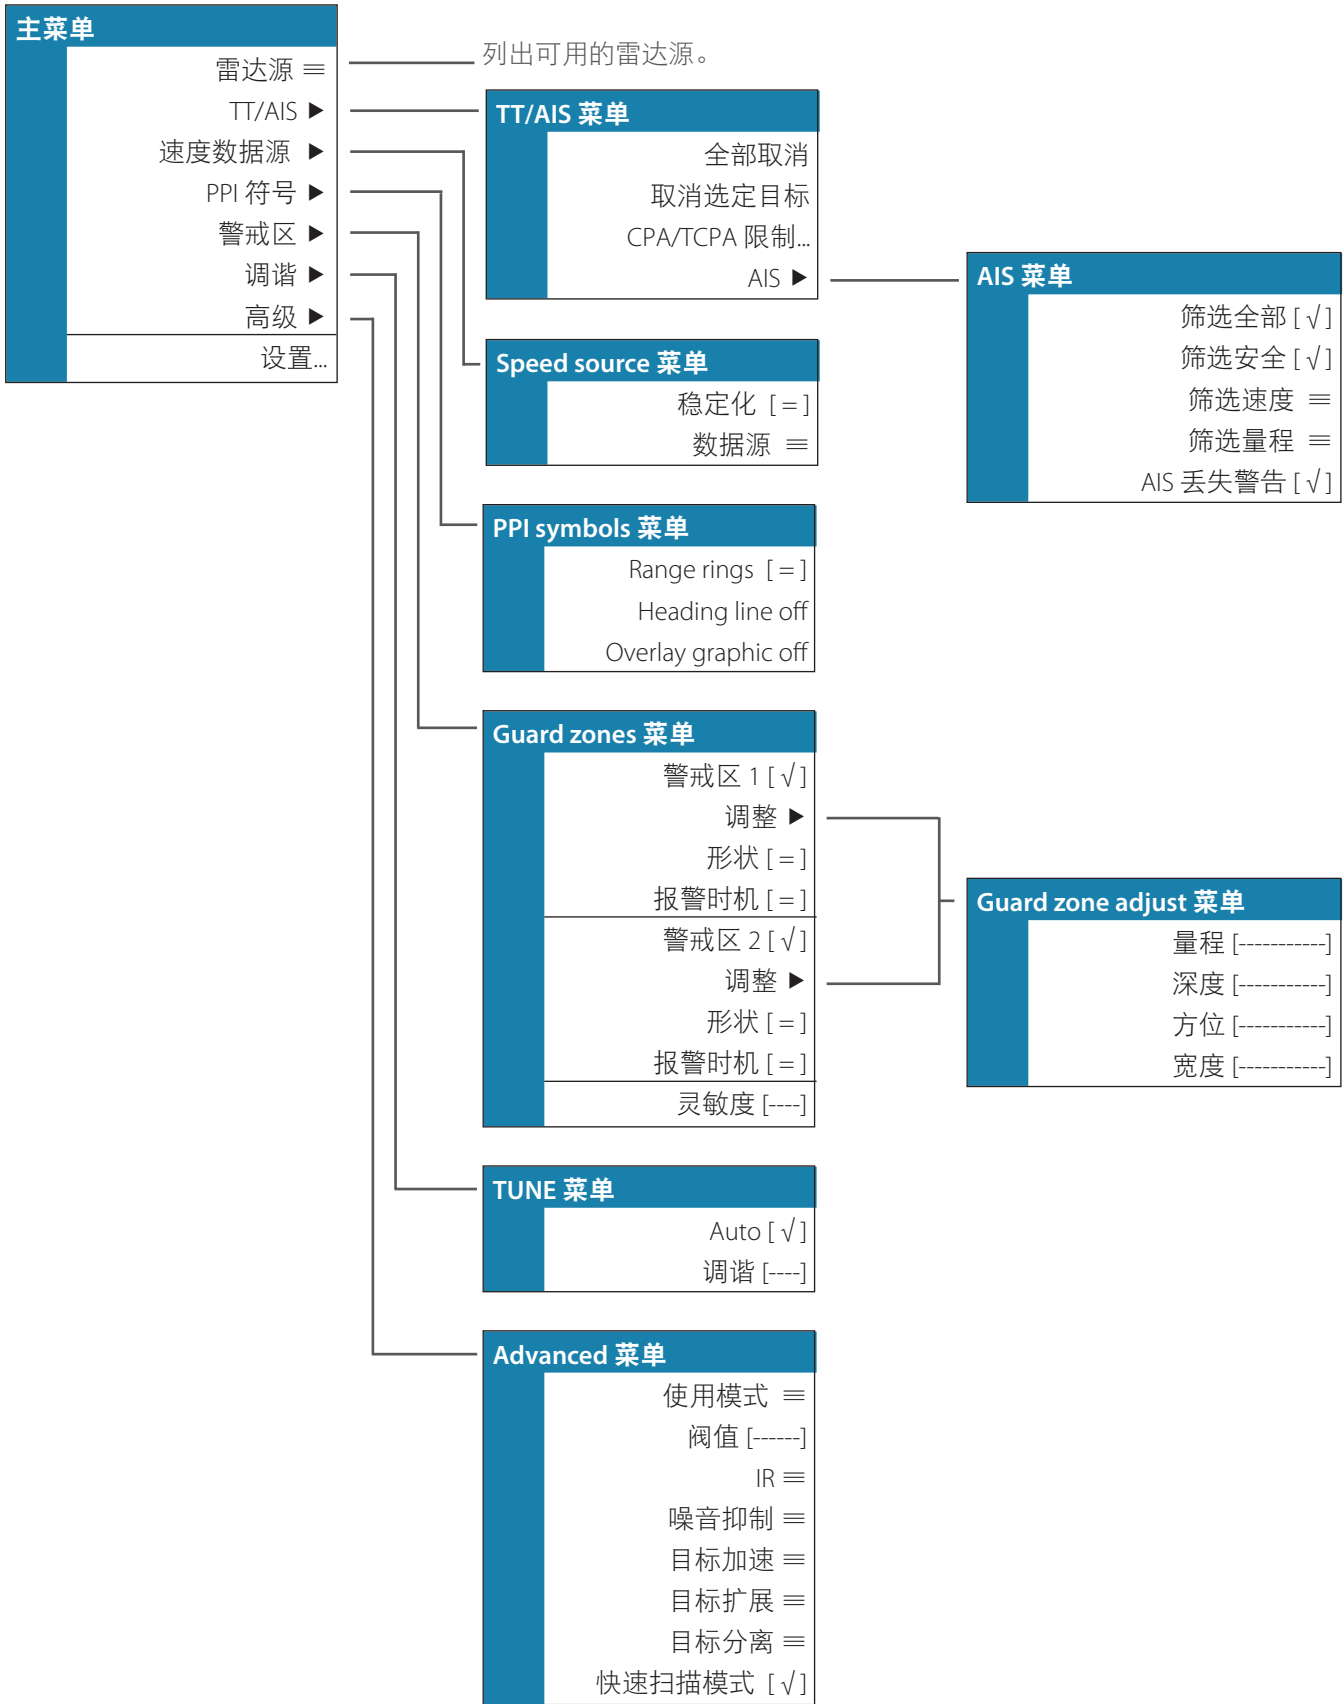 主菜单
雷达源 ≡
TT/AIS ▶
速度数据源 ▶
PPI 符号 ▶
警戒区 ▶
调谐 ▶
高级 ▶
设置...
列出可用的雷达源。
TT/AIS 菜单
全部取消
取消选定目标
CPA/TCPA 限制...
AIS ▶
AIS 菜单
筛选全部 [ √ ]
筛选安全 [ √ ]
筛选速度 ≡
筛选量程 ≡
AIS 丢失警告 [ √ ]
Speed source 菜单
稳定化 [ = ]
数据源 ≡
PPI symbols 菜单
Range rings [ = ]
Heading line off
Overlay graphic off
Guard zones 菜单
警戒区 1 [ √ ]
调整 ▶
形状 [ = ]
报警时机 [ = ]
警戒区 2 [ √ ]
调整 ▶
形状 [ = ]
报警时机 [ = ]
灵敏度 [----]
Guard zone adjust 菜单
量程 [-----------]
深度 [-----------]
方位 [-----------]
宽度 [-----------]
TUNE 菜单
Auto [ √ ]
调谐 [----]
Advanced 菜单
使用模式 ≡
阀值 [------]
IR ≡
噪音抑制 ≡
目标加速 ≡
目标扩展 ≡
目标分离 ≡
快速扫描模式 [ √ ]